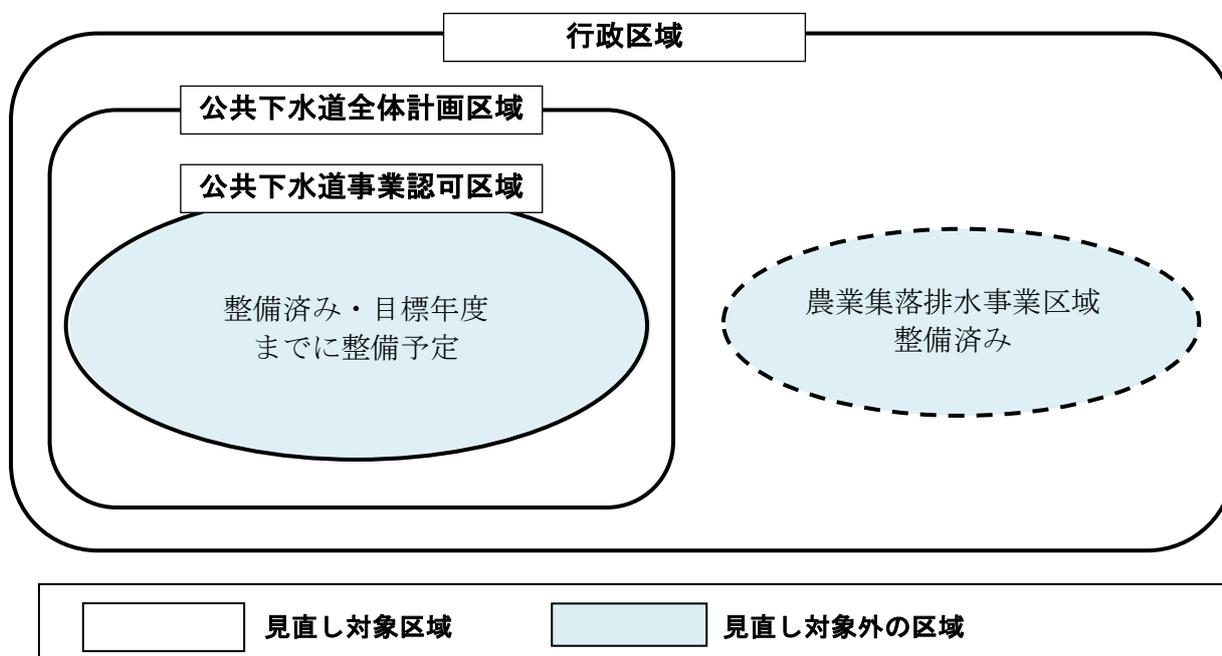 行政区域
公共下水道全体計画区域
公共下水道事業認可区域
整備済み・目標年度
までに整備予定
農業集落排水事業区域
整備済み
見直し対象区域
見直し対象外の区域